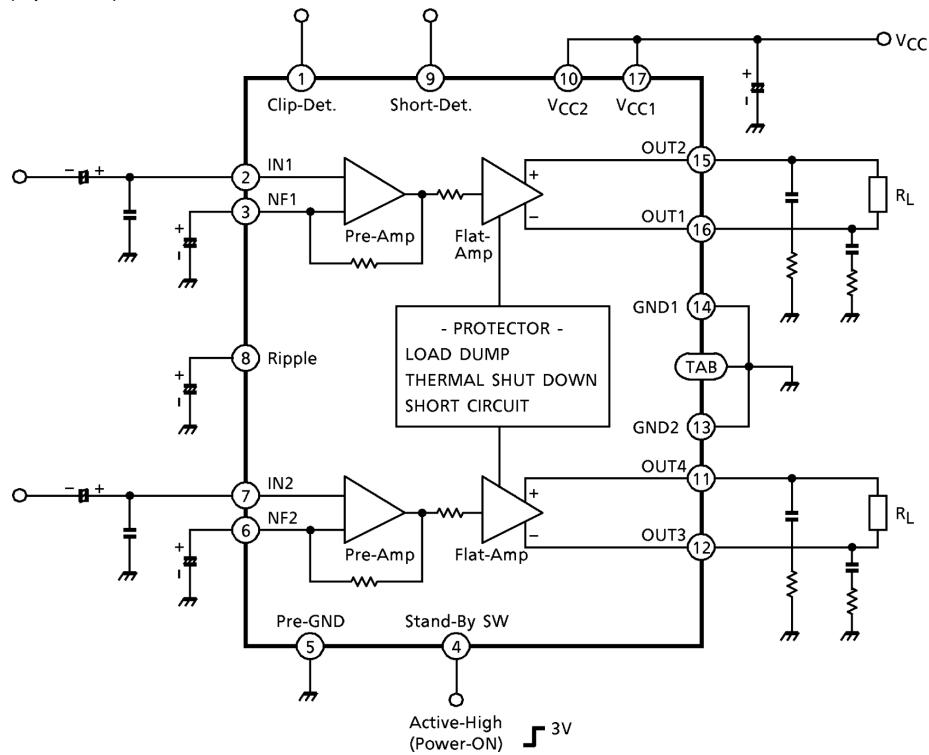 VCC
1
9
10
17
Clip-Det.
Short-Det.
VCC2
VCC1
+
-
OUT2
15
- +
2
IN1
+
-
RL
3
NF1
OUT1
16
+
-
Pre-Amp
Flat-
Amp
GND1
14
- PROTECTOR -
LOAD DUMP
THERMAL SHUT DOWN
SHORT CIRCUIT
8
Ripple
+
-
TAB
GND2
13
OUT4
11
- +
7
IN2
+
-
RL
6
NF2
OUT3
12
+
-
Pre-Amp
Flat-Amp
Pre-GND
5
Stand-By SW
4
Active-High
(Power-ON)
3V